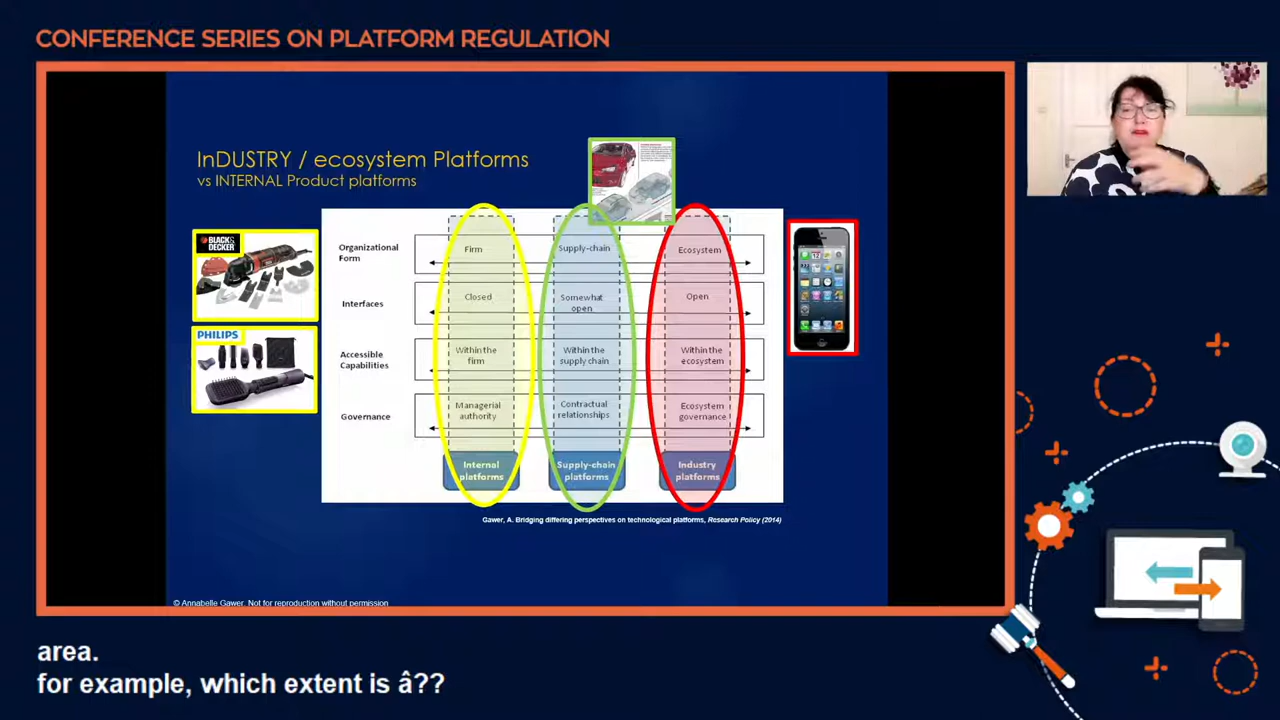 CONFERENCE SERIES ON PLATFORM REGULATION
InDUSTRY / ecosystem Platforms
vs INTERNAL Product platforms
BLACK&
DECKER
PHILIPS
Organizational
Form
Firm
Supply-chain
Ecosystem
Interfaces
Closed
Somewhat
open
Open
Accessible
Capabilities
Within the
firm
Within the
supply chain
Within the
ecosystem
Governance
Managerial
authority
Contractual
relationships
Ecosystem
governance
Internal
platforms
Supply-chain
platforms
Industry
platforms
Gawer, A. Bridging differing perspectives on technological platforms, Research Policy (2014)
© Annabelle Gawer. Not for reproduction without permission
area.
for example, which extent is â??